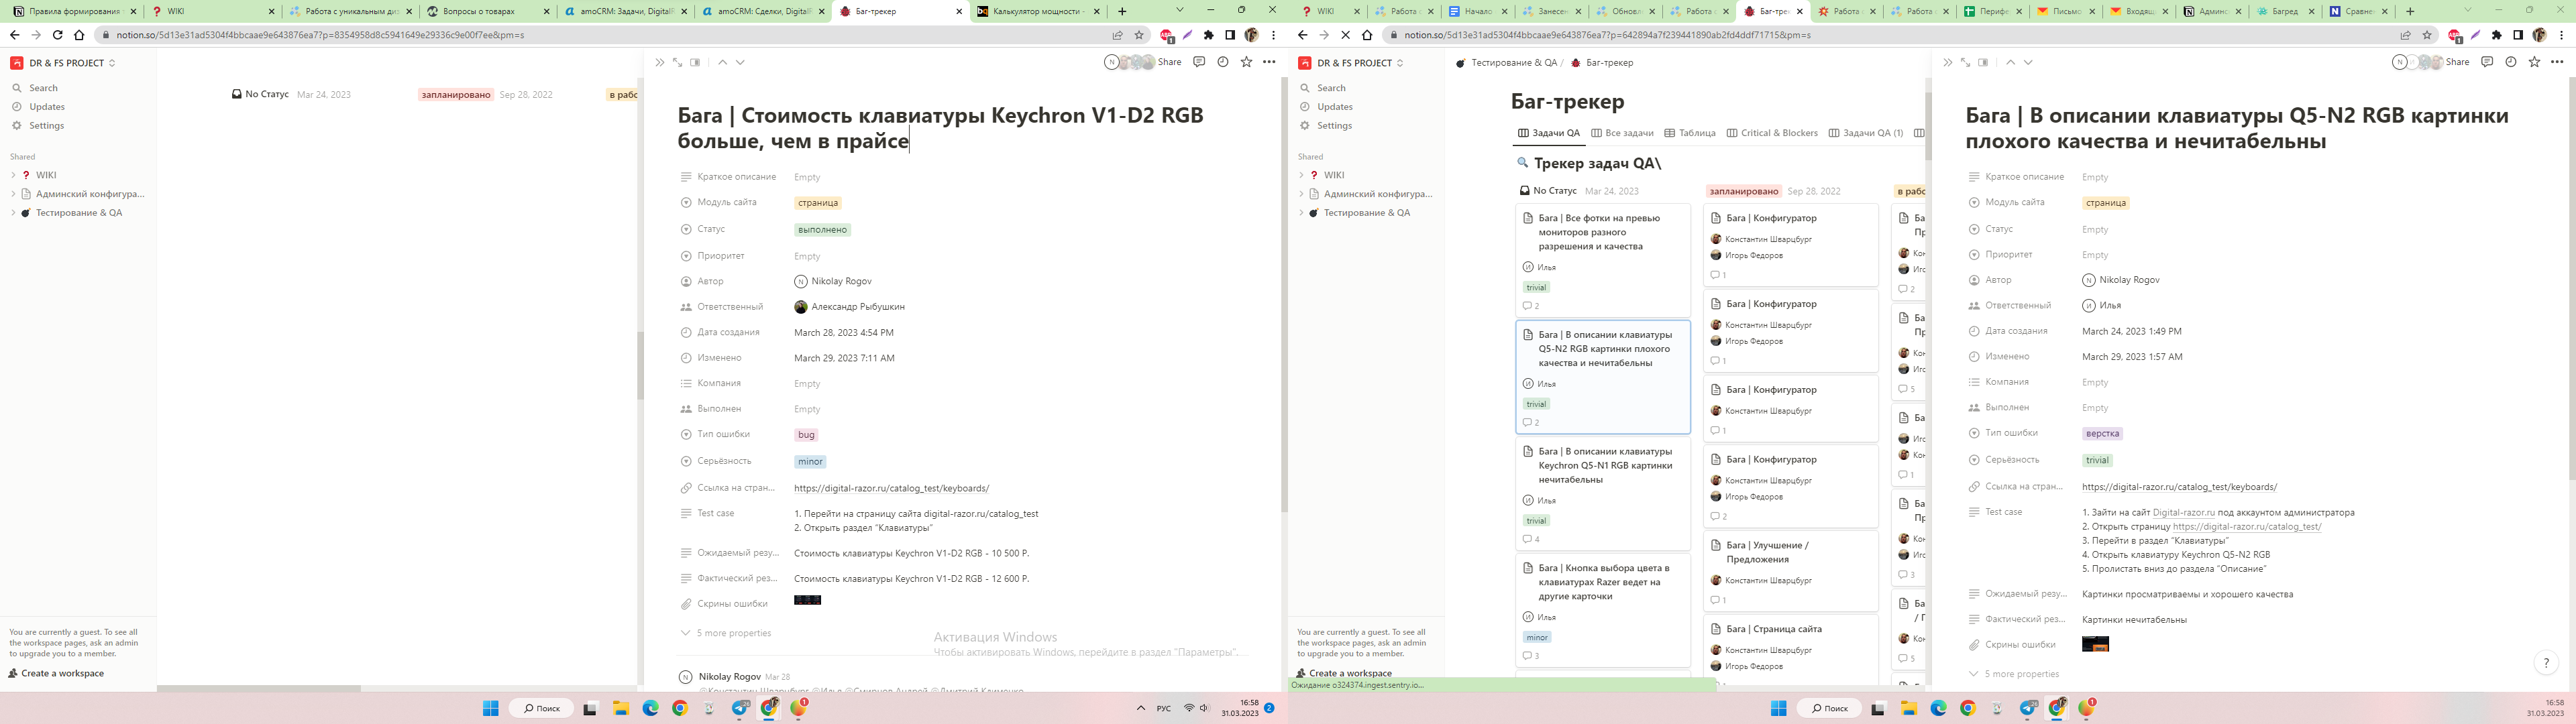 Правила формирования
WIKI
Работа с уникальным диз
Вопросы о товарах
amoCRM: Задачи, DigitalR
amoCRM: Сделки, DigitalF
Баг-трекер
Калькулятор мощности
notion.so/5d13e31ad5304f4bbcaae9e643876ea7?p=8354958d8c5941649e29336c9e00f7ee&pm=s
DR & FS PROJECT
Search
Updates
Settings
Shared
WIKI
Админский конфигура...
Тестирование & QA
You are currently a guest. To see all
the workspace pages, ask an admin
to upgrade you to a member.
Create a workspace
No Статус Mar 24, 2023
запланировано Sep 28, 2022
в рабо
Share
Бага | Стоимость клавиатуры Keychron V1-D2 RGB
больше, чем в прайсе
Краткое описание Empty
Модуль сайта страница
Статус выполнено
Приоритет Empty
Автор Nikolay Rogov
Ответственный Александр Рыбушкин
Дата создания March 28, 2023 4:54 PM
Изменено March 29, 2023 7:11 AM
Компания Empty
Выполнен Empty
Тип ошибки bug
Серьёзность minor
Ссылка на стран... https://digital-razor.ru/catalog_test/keyboards/
Test case 1. Перейти на страницу сайта digital-razor.ru/catalog_test
2. Открыть раздел "Клавиатуры"
Ожидаемый резу... Стоимость клавиатуры Keychron V1-D2 RGB - 10 500 Р.
Фактический рез... Стоимость клавиатуры Keychron V1-D2 RGB - 12 600 Р.
Скрины ошибки
5 more properties
Активация Windows
Чтобы активировать Windows, перейдите в раздел "Параметры".
Nikolay Rogov Mar 28
@Константин Шварцбург @Илья @Смирнов Андрей @Дмитрий Клименко
Поиск
РУС
16:58
31.03.2023
2
WIKI
Работа
Начало
Занесен
Обновл
Работа
Баг-трек
Работа
Работа
Перифе
Письмо
Входящ
Админс
Багред
Сравне
notion.so/5d13e31ad5304f4bbcaae9e643876ea7?p=642894a7f239441890ab2fd4ddf71715&pm=s
DR & FS PROJECT
Search
Updates
Settings
Shared
WIKI
Админский конфигура...
Тестирование & QA
You are currently a guest. To see all
the workspace pages, ask an admin
to upgrade you to a member.
Create a workspace
Ожидание o324374.ingest.sentry.io...
Тестирование & QA / Баг-трекер
Баг-трекер
Задачи QA Все задачи Таблица Critical & Blockers Задачи QA (1)
Трекер задач QA\
No Статус Mar 24, 2023
Бага | Все фотки на превью
мониторов разного
разрешения и качества
Илья
trivial
2
Бага | В описании клавиатуры
Q5-N2 RGB картинки плохого
качества и нечитабельны
Илья
trivial
2
Бага | В описании клавиатуры
Keychron Q5-N1 RGB картинки
нечитабельны
Илья
trivial
4
Бага | Кнопка выбора цвета в
клавиатурах Razer ведет на
другие карточки
Илья
minor
3
запланировано Sep 28, 2022
Бага | Конфигуратор
Константин Шварцбург
Игорь Федоров
1
Бага | Конфигуратор
Константин Шварцбург
Игорь Федоров
1
Бага | Конфигуратор
Константин Шварцбург
1
Бага | Конфигуратор
Константин Шварцбург
Игорь Федоров
2
Бага | Улучшение /
Предложения
Константин Шварцбург
1
Бага | Страница сайта
Константин Шварцбург
Игорь Федоров
в рабо
Share
Бага | В описании клавиатуры Q5-N2 RGB картинки
плохого качества и нечитабельны
Краткое описание Empty
Модуль сайта страница
Статус Empty
Приоритет Empty
Автор Nikolay Rogov
Ответственный Илья
Дата создания March 24, 2023 1:49 PM
Изменено March 29, 2023 1:57 AM
Компания Empty
Выполнен Empty
Тип ошибки верстка
Серьёзность trivial
Ссылка на стран... https://digital-razor.ru/catalog_test/keyboards/
Test case 1. Зайти на сайт Digital-razor.ru под аккаунтом администратора
2. Открыть страницу https://digital-razor.ru/catalog_test/
3. Перейти в раздел "Клавиатуры"
4. Открыть клавиатуру Keychron Q5-N2 RGB
5. Пролистать вниз до раздела "Описание"
Ожидаемый резу... Картинки просматриваемы и хорошего качества
Фактический рез... Картинки нечитабельны
Скрины ошибки
5 more properties
?
Поиск
16:58
31.03.2023